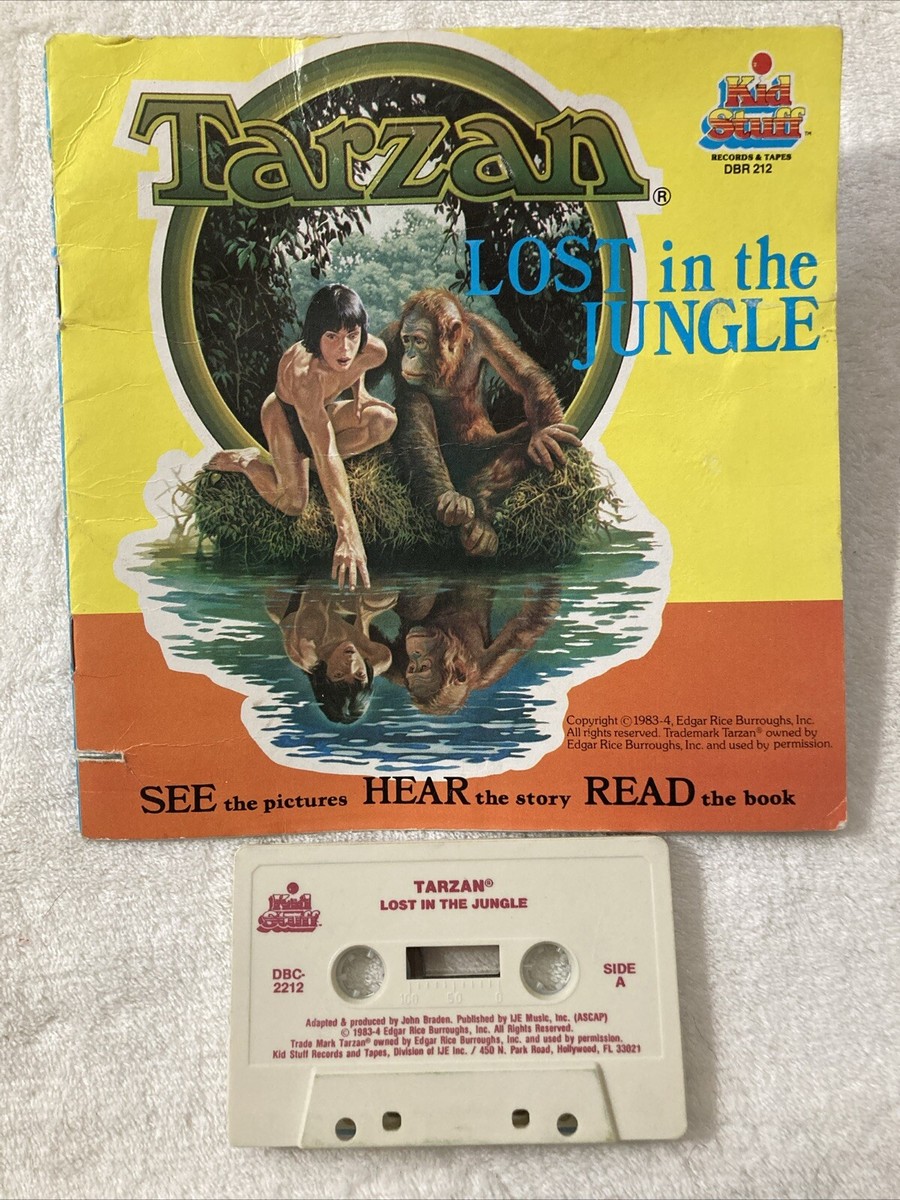 Tarzan®
Kid
Stuff™
RECORDS & TAPES
DBR 212
LOST in the
JUNGLE
Copyright © 1983-4, Edgar Rice Burroughs, Inc.
All rights reserved. Trademark Tarzan® owned by
Edgar Rice Burroughs, Inc. and used by permission.
SEE the pictures HEAR the story READ the book
Kid
Stuff
TARZAN®
LOST IN THE JUNGLE
DBC-
2212
SIDE
A
100 50 0
Adapted & produced by John Braden. Published by IJE Music, Inc. (ASCAP)
© 1983-4 Edgar Rice Burroughs, Inc. All Rights Reserved.
Trade Mark Tarzan® owned by Edgar Rice Burroughs, Inc. and used by permission.
Kid Stuff Records and Tapes, Division of IJE Inc. / 450 N. Park Road, Hollywood, FL 33021